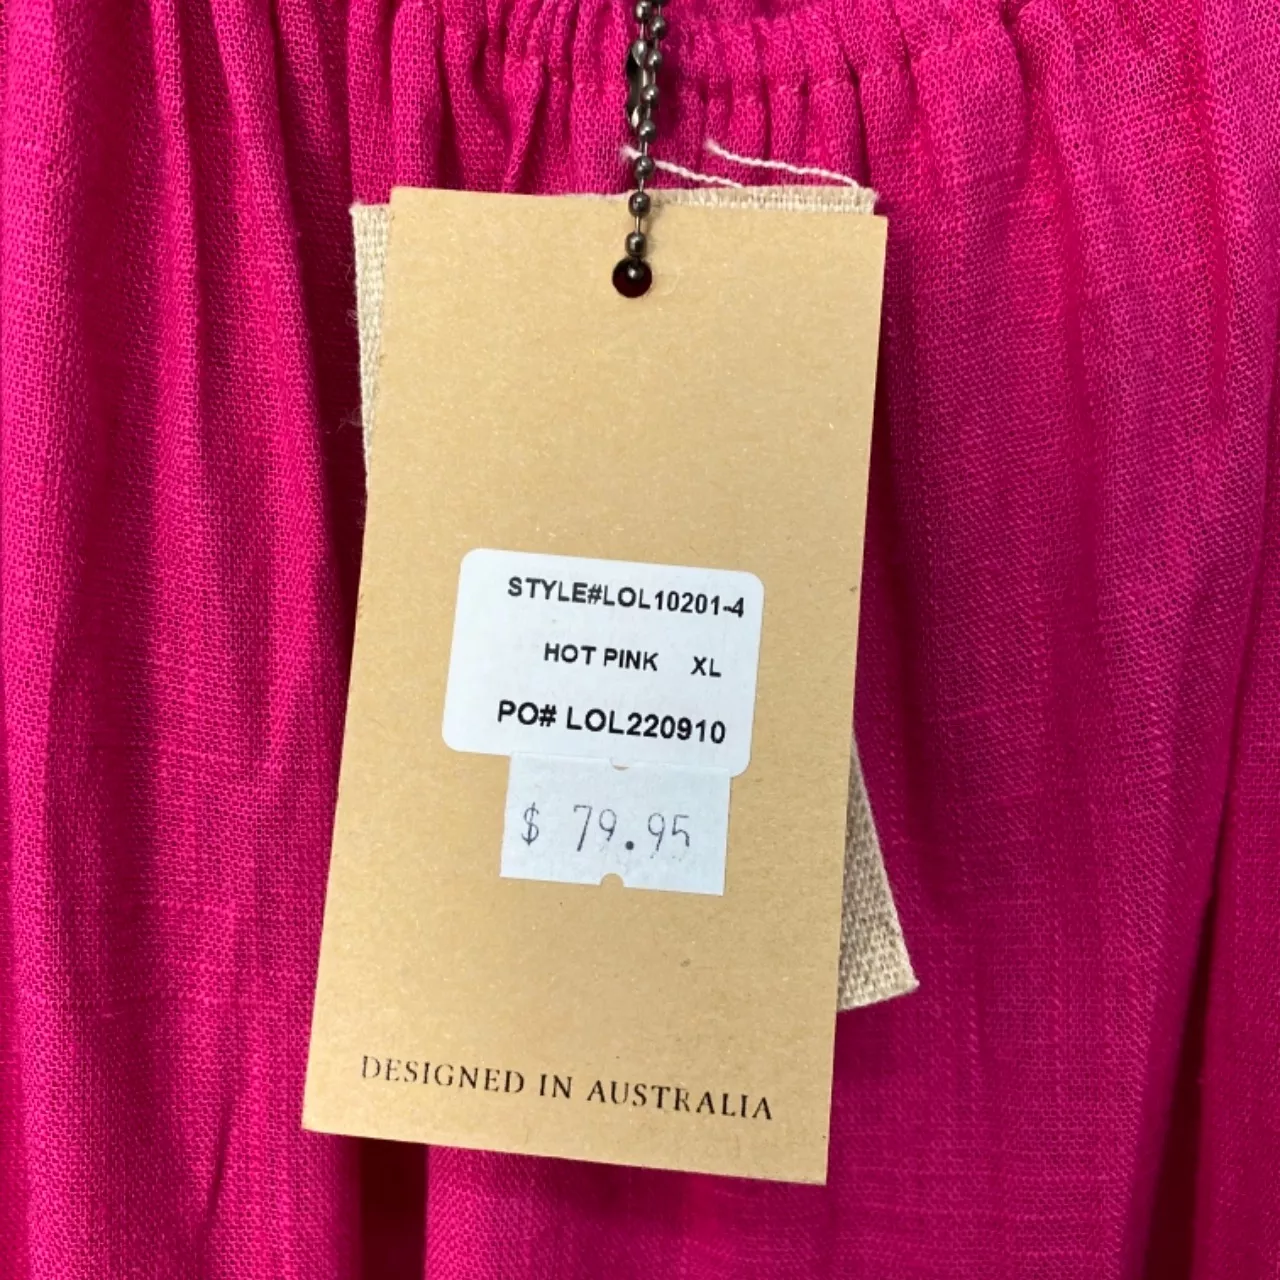 STYLE#LOL10201-4
HOT PINK XL
PO# LOL220910
$ 79.95
DESIGNED IN AUSTRALIA